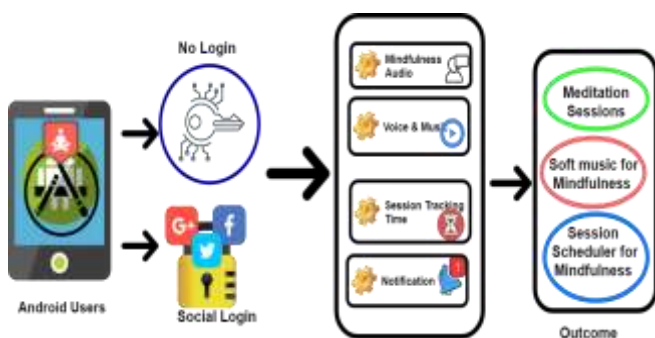 No Login
Android Users
Social Login
Mindfulness
Audio
Voice & Music
Session Tracking
Time
Notification
Meditation
Sessions
Soft music for
Mindfulness
Session
Scheduler for
Mindfulness
Outcome